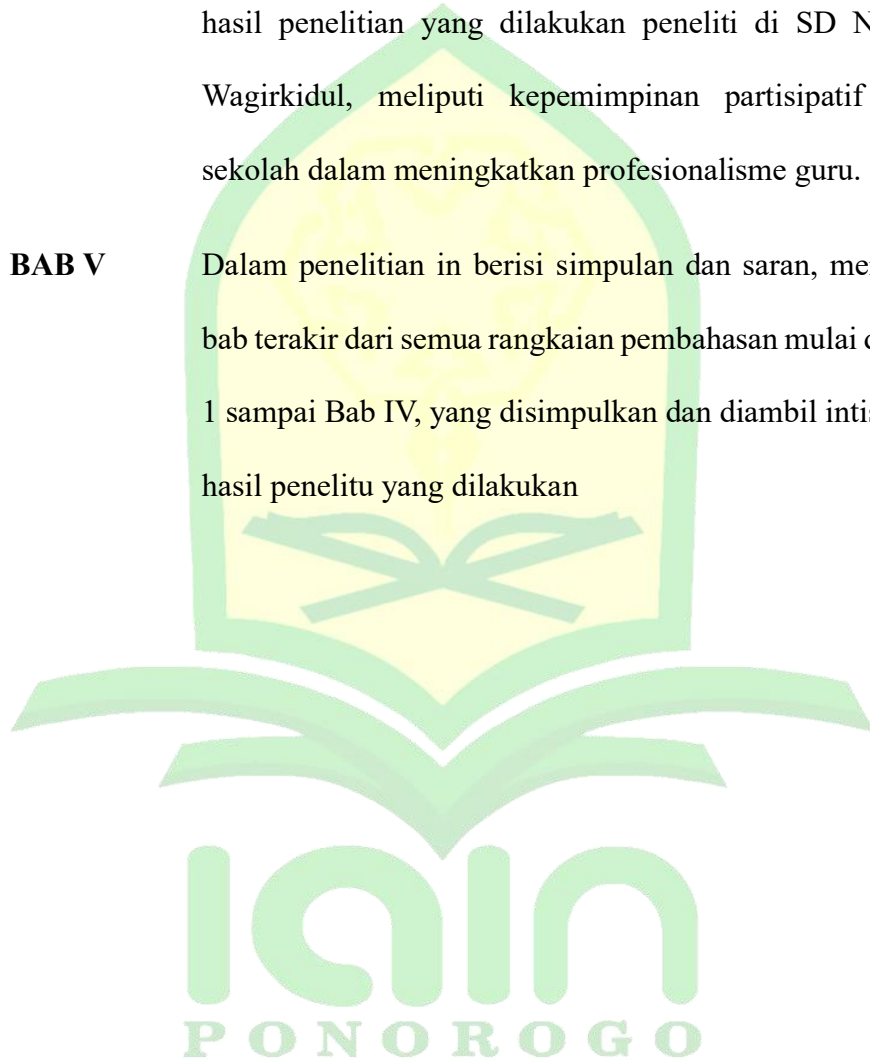 hasil penelitian yang dilakukan peneliti di SD N
Wagirkidul, meliputi kepemimpinan partisipatif
sekolah dalam meningkatkan profesionalisme guru.
BAB V Dalam penelitian in berisi simpulan dan saran,
bab terakir dari semua rangkaian pembahasan mulai
1 sampai Bab IV, yang disimpulkan dan diambil
hasil penelitu yang dilakukan
IAIN
PONOROGO